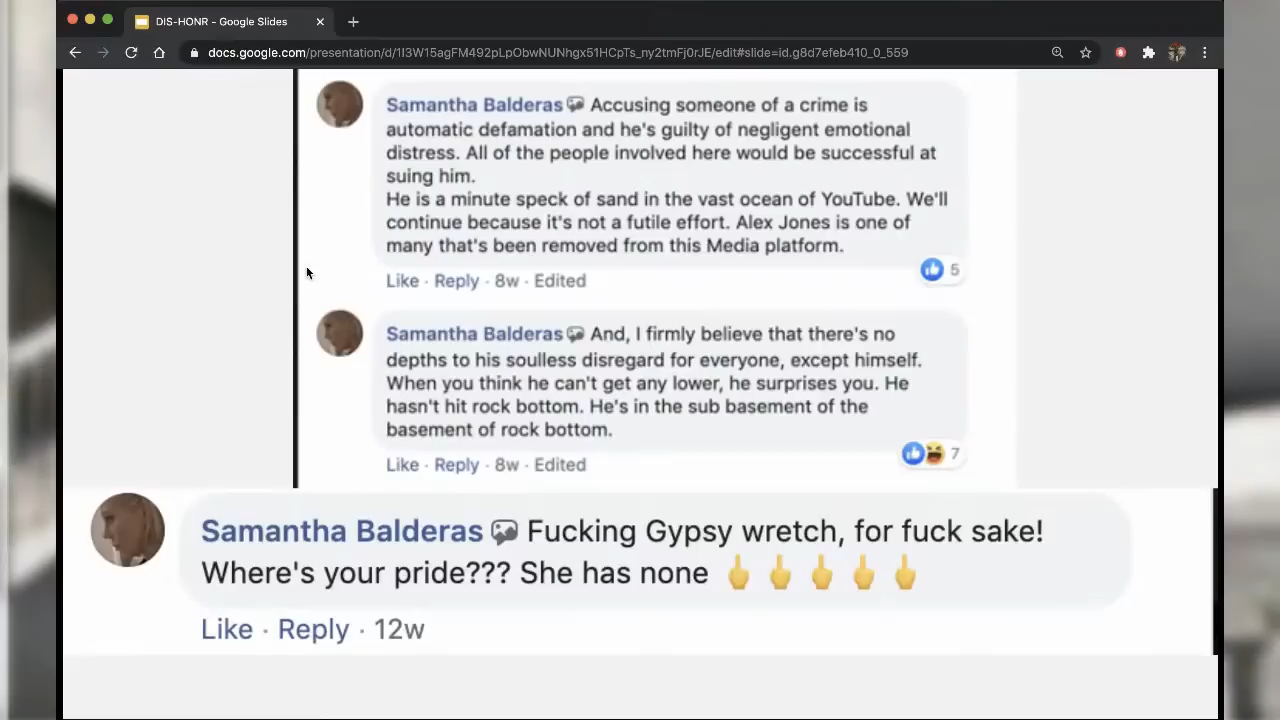 DIS-HONR - Google Slides
docs.google.com/presentation/d/1I3W15agFM492pLpObwNUNhgx51HCpTs_ny2tmFj0rJE/edit#slide=id.g8d7efeb410_0_559
Samantha Balderas Accusing someone of a crime is
automatic defamation and he's guilty of negligent emotional
distress. All of the people involved here would be successful at
suing him.
He is a minute speck of sand in the vast ocean of YouTube. We'll
continue because it's not a futile effort. Alex Jones is one of
many that's been removed from this Media platform.
5
Like · Reply · 8w · Edited
Samantha Balderas And, I firmly believe that there's no
depths to his soulless disregard for everyone, except himself.
When you think he can't get any lower, he surprises you. He
hasn't hit rock bottom. He's in the sub basement of the
basement of rock bottom.
7
Like · Reply · 8w · Edited
Samantha Balderas Fucking Gypsy wretch, for fuck sake!
Where's your pride??? She has none 🖕🖕🖕🖕🖕
Like · Reply · 12w